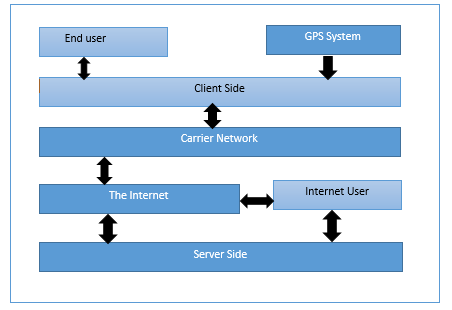 End user
GPS System
Client Side
Carrier Network
The Internet
Internet User
Server Side